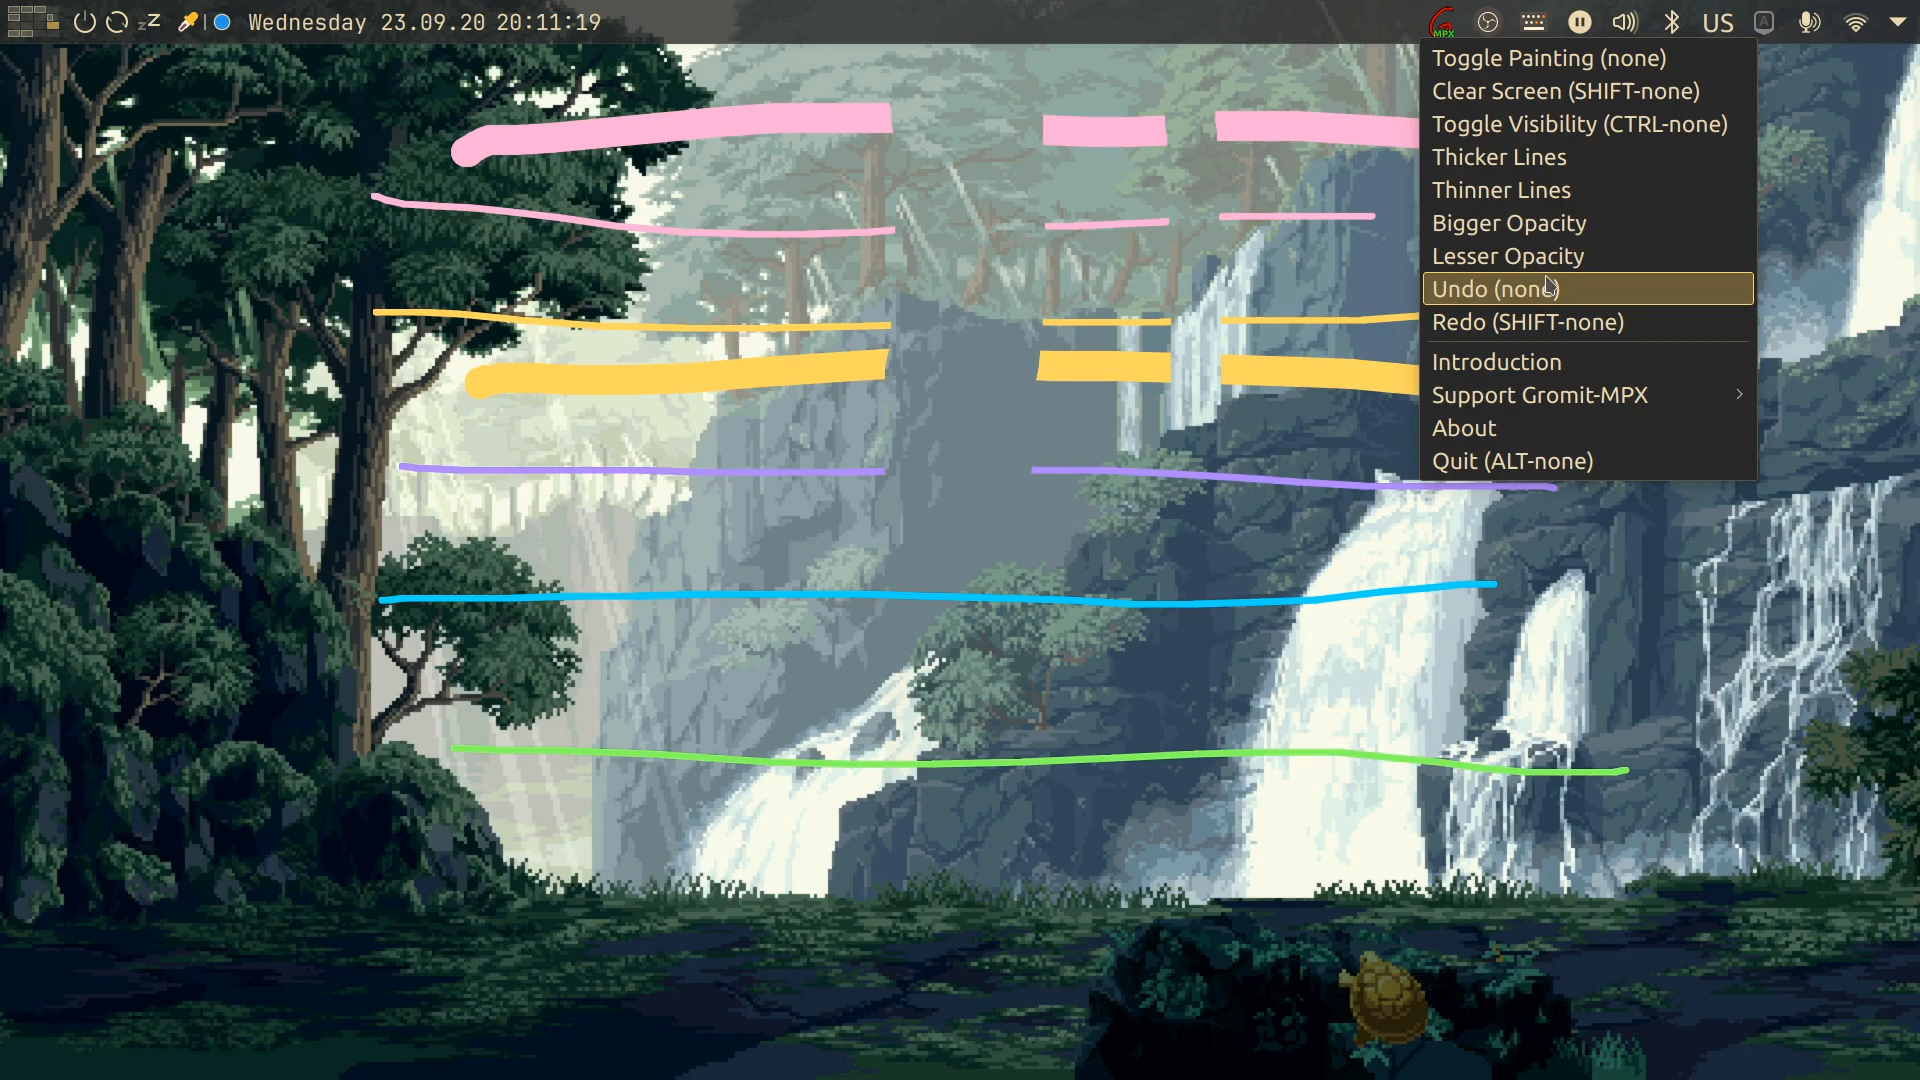 zzZ
Wednesday 23.09.20 20:11:19
MPX
US
A
Toggle Painting (none)
Clear Screen (SHIFT-none)
Toggle Visibility (CTRL-none)
Thicker Lines
Thinner Lines
Bigger Opacity
Lesser Opacity
Undo (none)
Redo (SHIFT-none)
Introduction
Support Gromit-MPX
About
Quit (ALT-none)